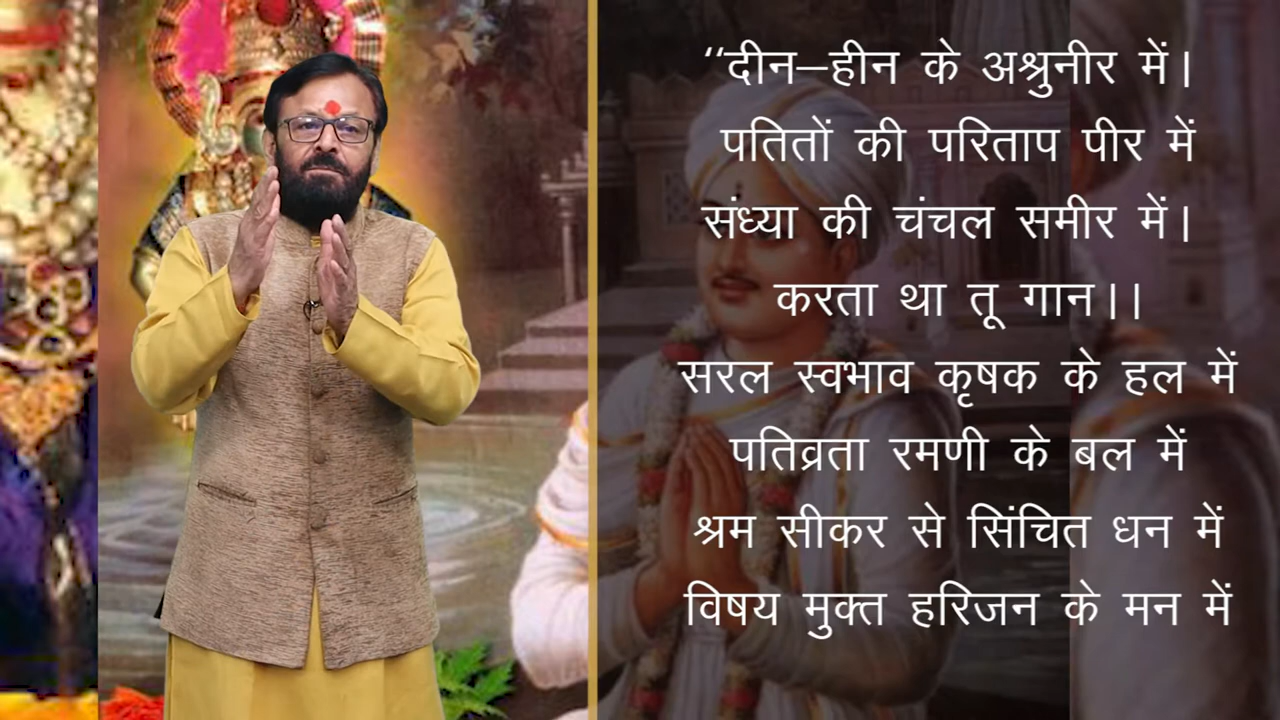 “दीन–हीन के अश्रुनीर में।
पतितों की परिताप पीर में
संध्या की चंचल समीर में।
करता था तू गान।।
सरल स्वभाव कृषक के हल में
पतिव्रता रमणी के बल में
श्रम सीकर से सिंचित धन में
विषय मुक्त हरिजन के मन में